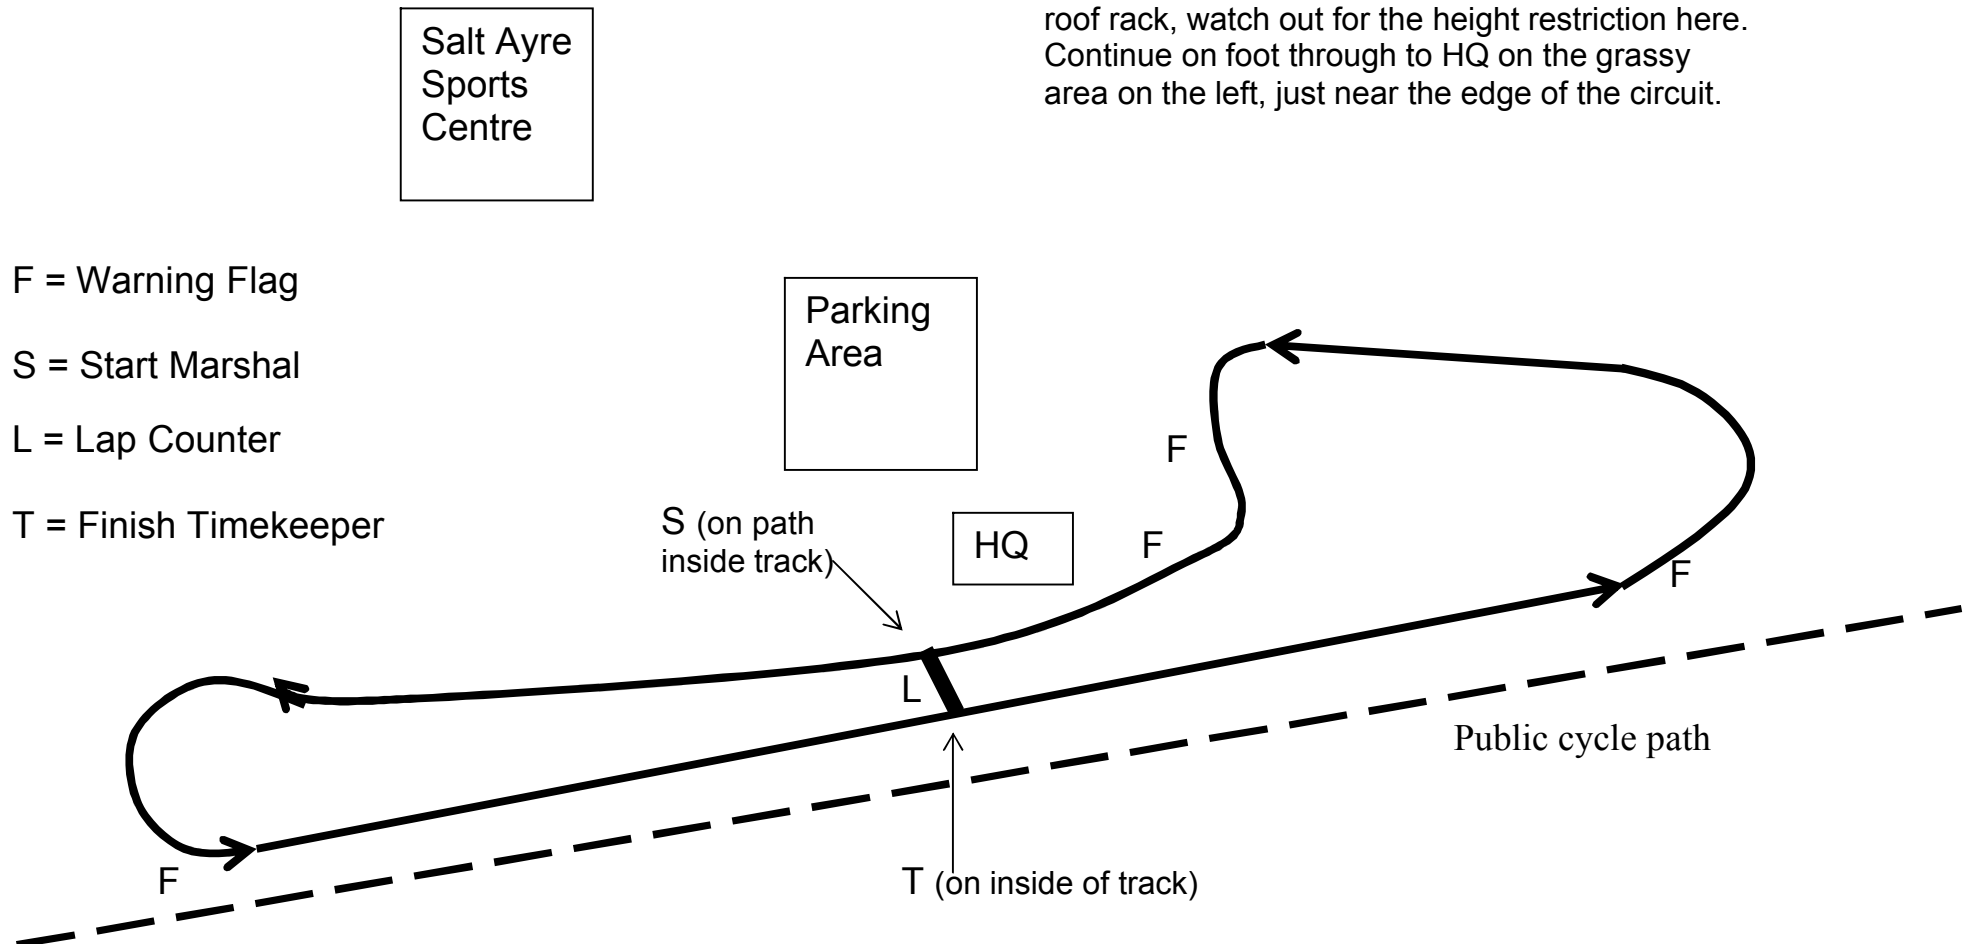 roof rack, watch out for the height restriction here.
Continue on foot through to HQ on the grassy
area on the left, just near the edge of the circuit.
Salt Ayre
Sports
Centre
F = Warning Flag
S = Start Marshal
L = Lap Counter
T = Finish Timekeeper
Parking
Area
F
S (on path
inside track)
HQ
F
F
L
Public cycle path
F
T (on inside of track)